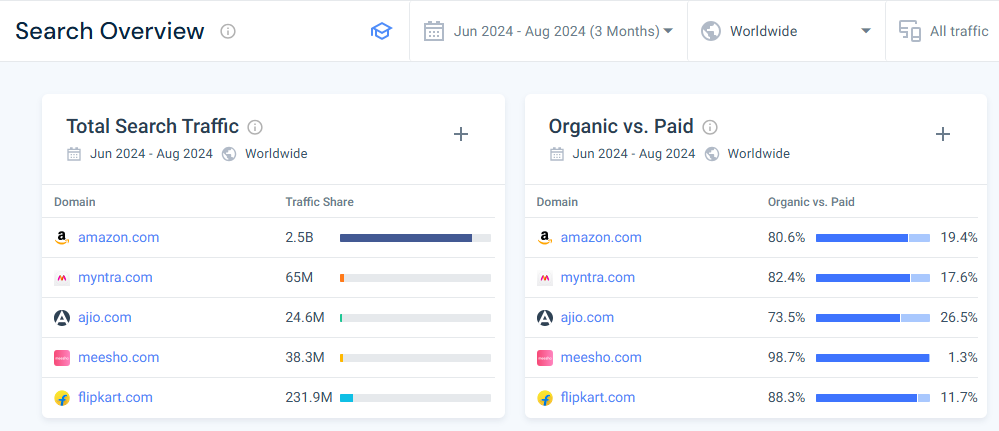 Search Overview
Jun 2024 - Aug 2024 (3 Months)
Worldwide
All traffic
Total Search Traffic
Jun 2024 - Aug 2024 Worldwide
Domain Traffic Share
amazon.com 2.5B
myntra.com 65M
ajio.com 24.6M
meesho.com 38.3M
flipkart.com 231.9M
Organic vs. Paid
Jun 2024 - Aug 2024 Worldwide
Domain Organic vs. Paid
amazon.com 80.6% 19.4%
myntra.com 82.4% 17.6%
ajio.com 73.5% 26.5%
meesho.com 98.7% 1.3%
flipkart.com 88.3% 11.7%